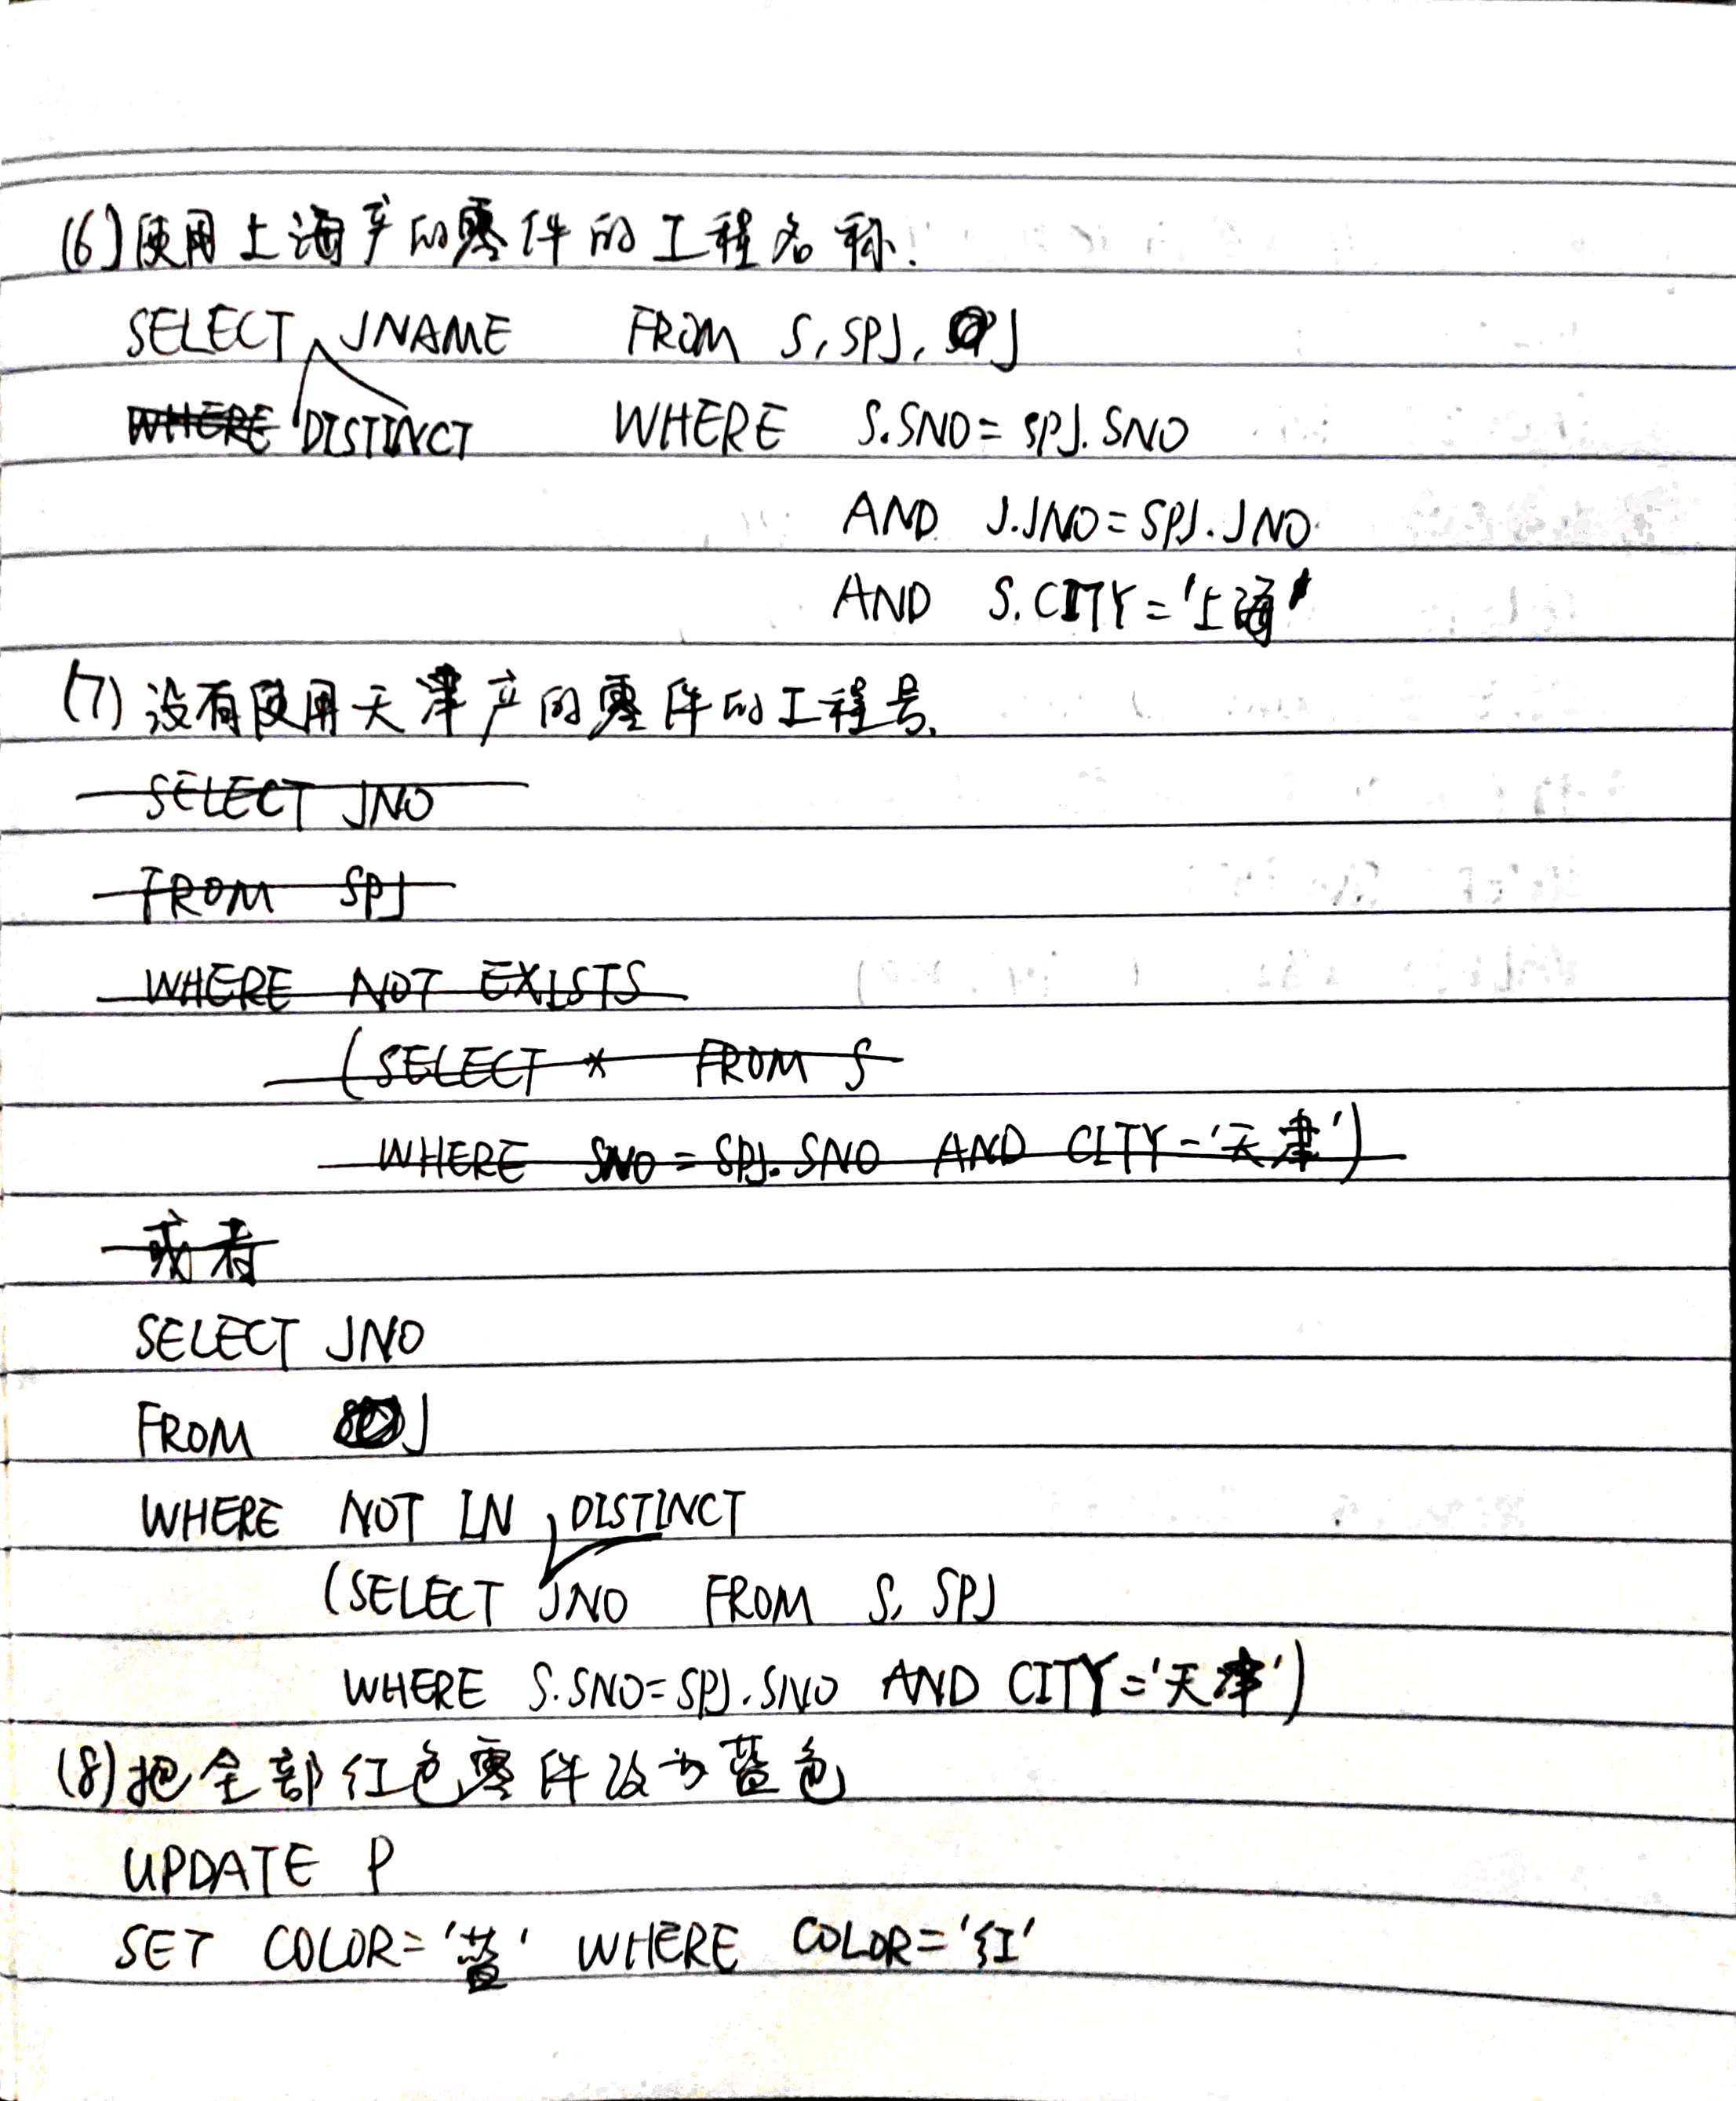 (6)使用上海产的零件的工程名称.
SELECT DISTINCT JNAME FROM S, SPJ, J
WHERE WHERE S.SNO=SPJ.SNO
AND J.JNO=SPJ.JNO
AND S.CITY='上海'
(7)没有使用天津产的零件的工程号.
SELECT JNO
FROM SPJ
WHERE NOT EXISTS
(SELECT * FROM S
WHERE SNO=SPJ.SNO AND CITY='天津')
或者
SELECT JNO
FROM J
WHERE NOT IN
(SELECT DISTINCT JNO FROM S, SPJ
WHERE S.SNO=SPJ.SNO AND CITY='天津')
(8)把全部红色零件改为蓝色
UPDATE P
SET COLOR='蓝' WHERE COLOR='红'